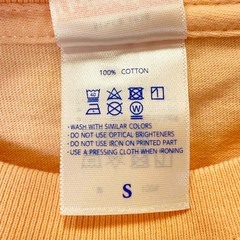 100% COTTON
・WASH WITH SIMILAR COLORS
・DO NOT USE OPTICAL BRIGHTENERS
・DO NOT USE IRON ON PRINTED PART
・USE A PRESSING CLOTH WHEN IRONING
S